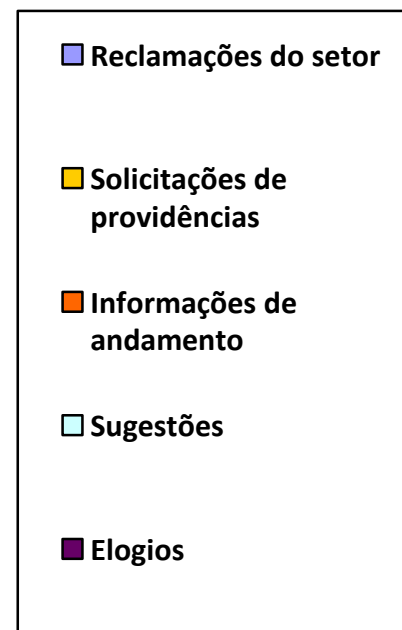 Reclamações do setor
Solicitações de
providências
Informações de
andamento
Sugestões
Elogios